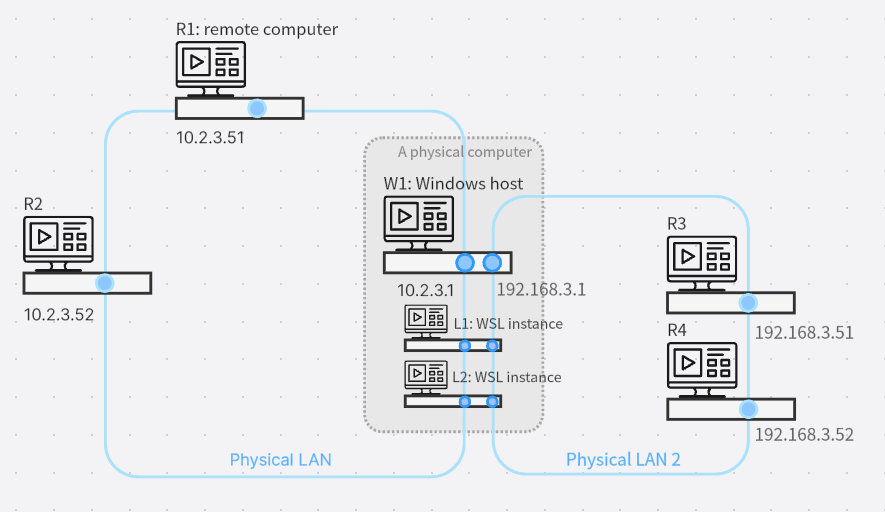 R1: remote computer
10.2.3.51
A physical computer
W1: Windows host
R2
10.2.3.52
10.2.3.1
192.168.3.1
L1: WSL instance
L2: WSL instance
R3
192.168.3.51
R4
192.168.3.52
Physical LAN
Physical LAN 2